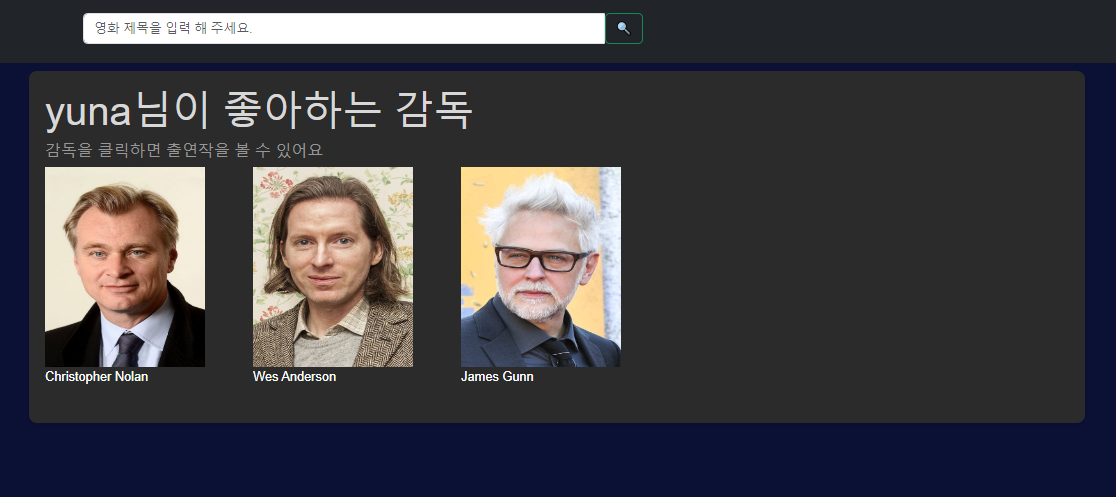 영화 제목을 입력 해 주세요.
yuna님이 좋아하는 감독
감독을 클릭하면 출연작을 볼 수 있어요
Christopher Nolan
Wes Anderson
James Gunn